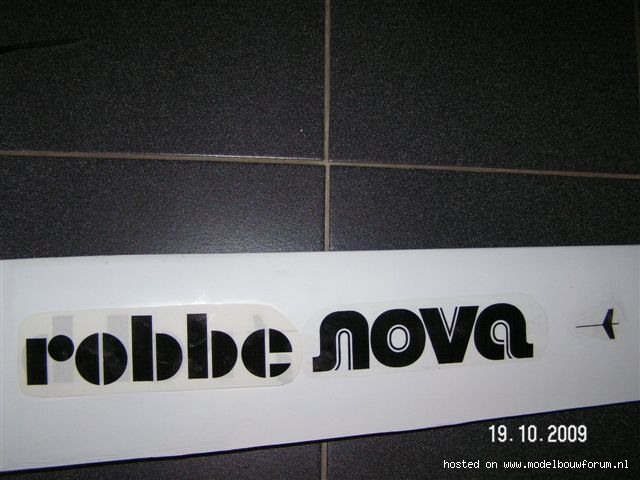 robbe nova
19.10.2009
hosted on www.modelbouwforum.nl